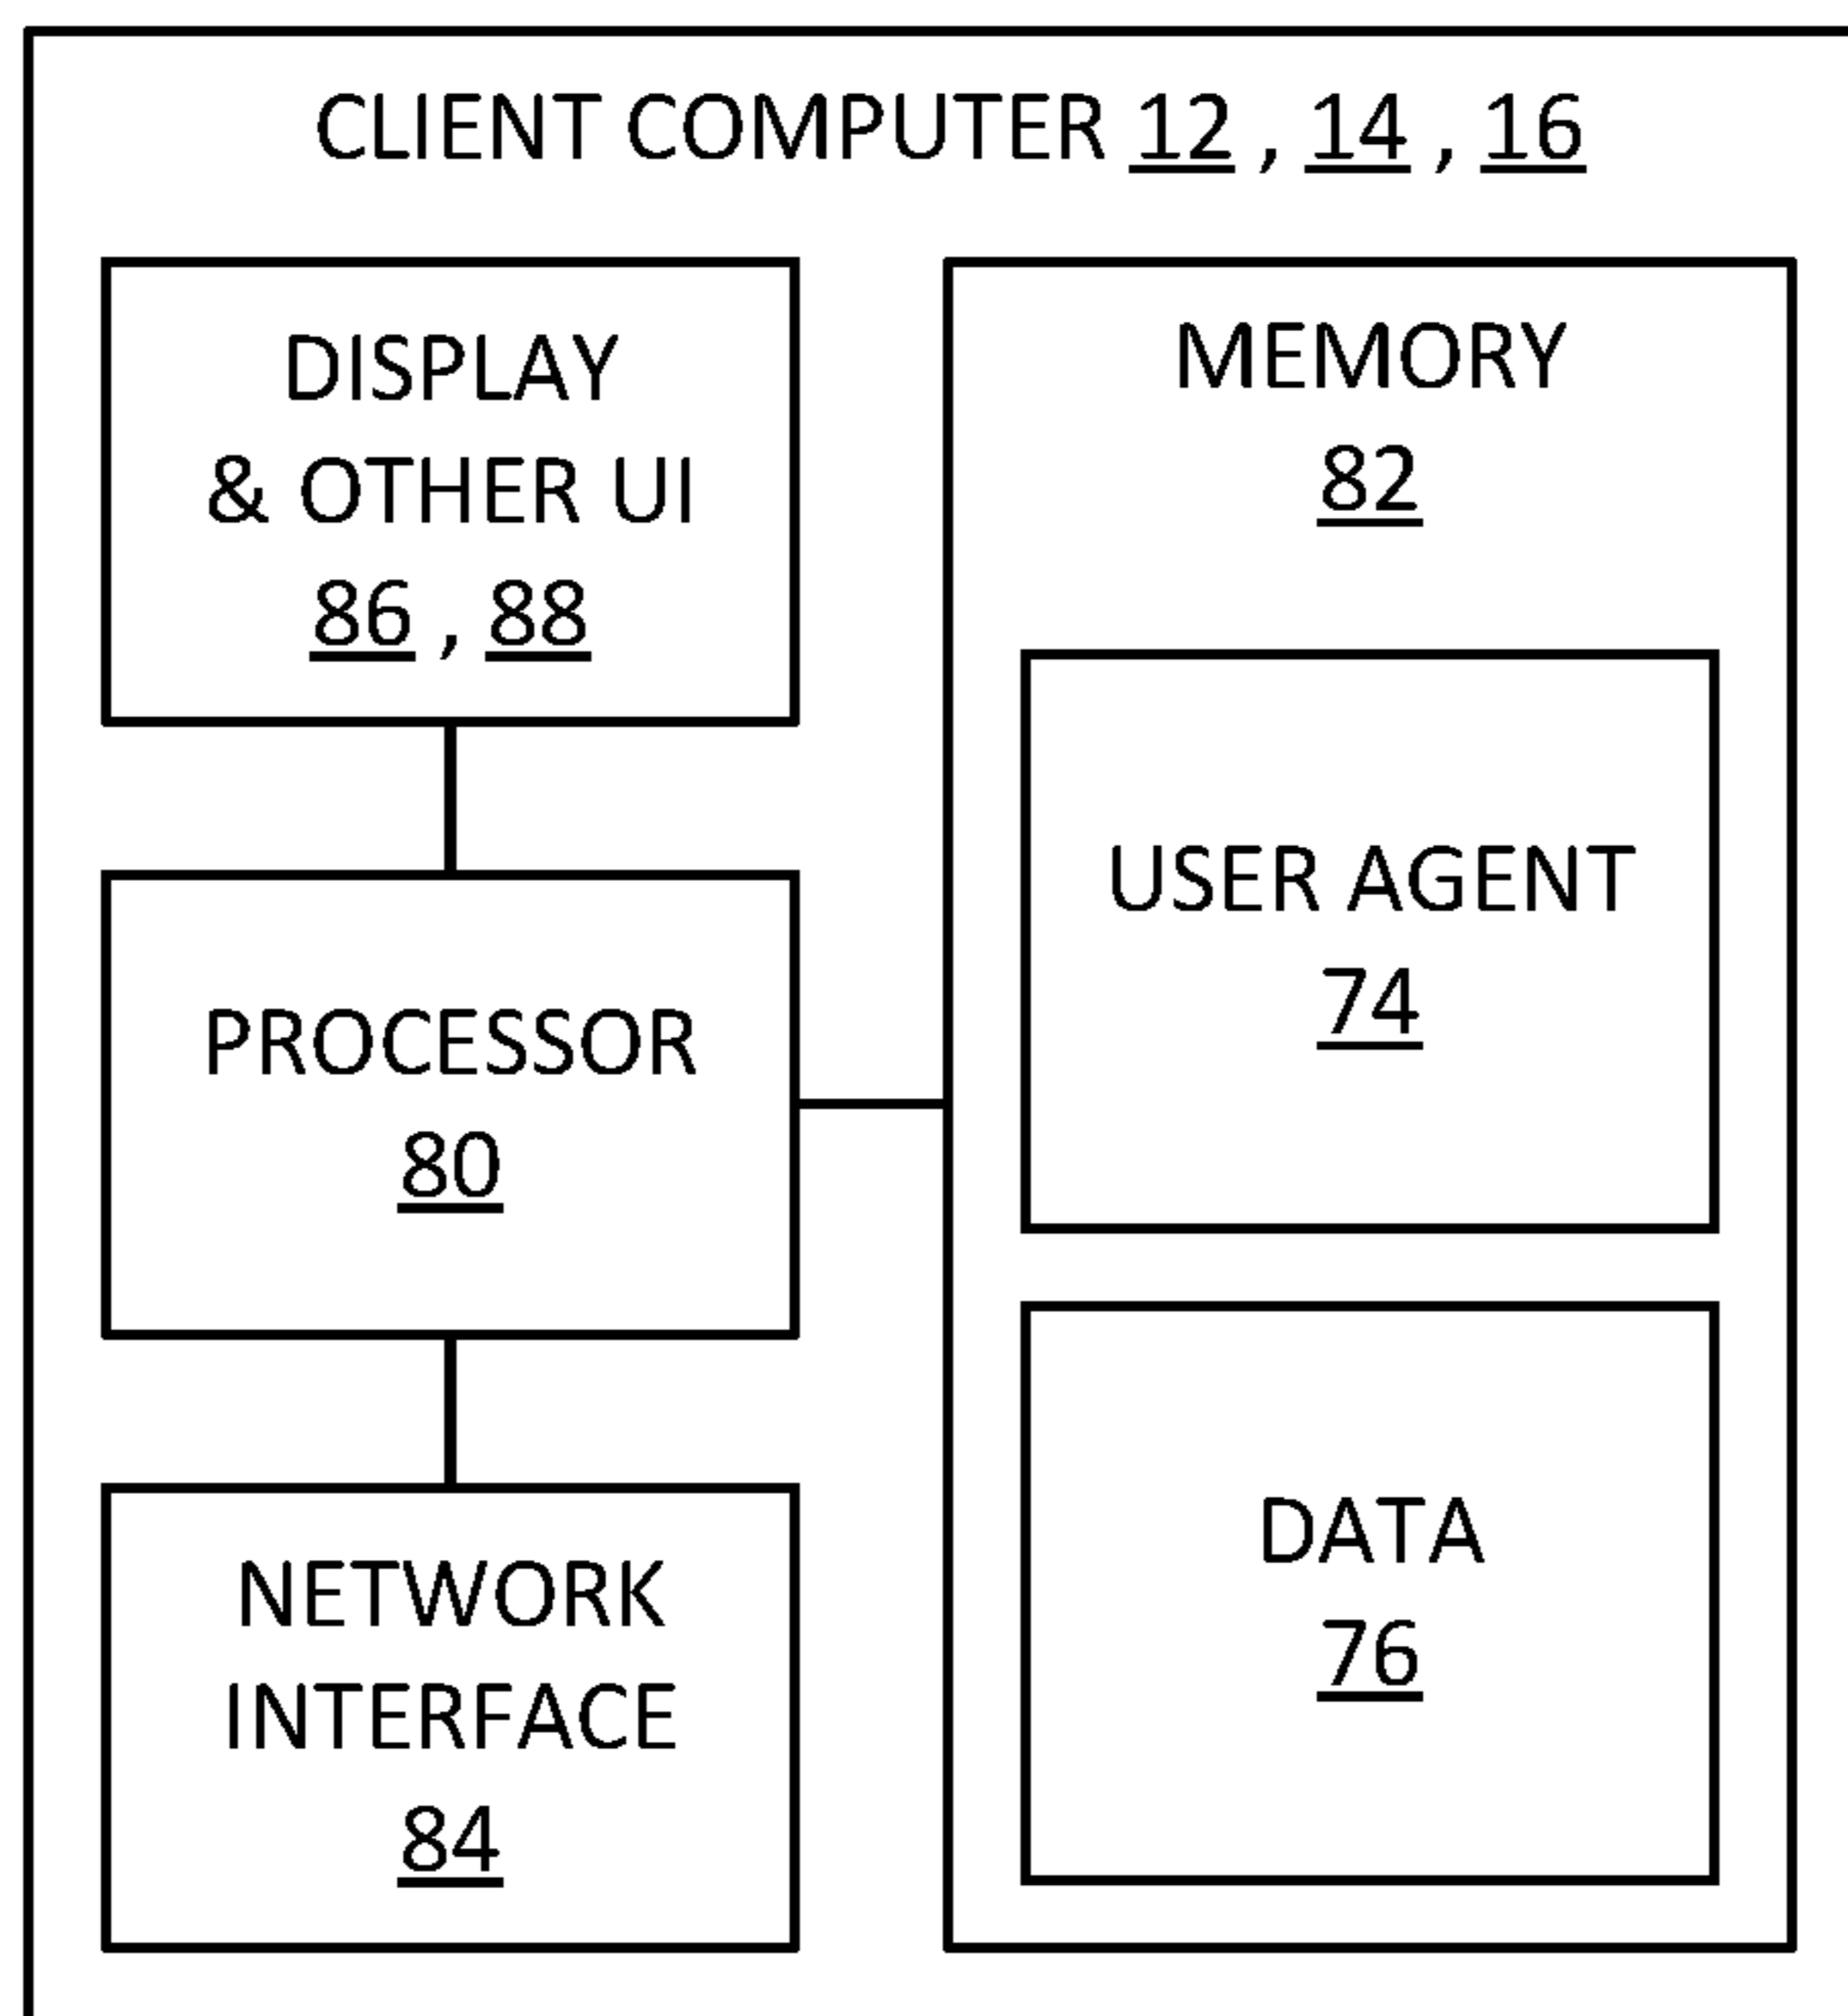 CLIENT COMPUTER 12 , 14 , 16
DISPLAY
& OTHER UI
86 , 88
PROCESSOR
80
NETWORK
INTERFACE
84
MEMORY
82
USER AGENT
74
DATA
76